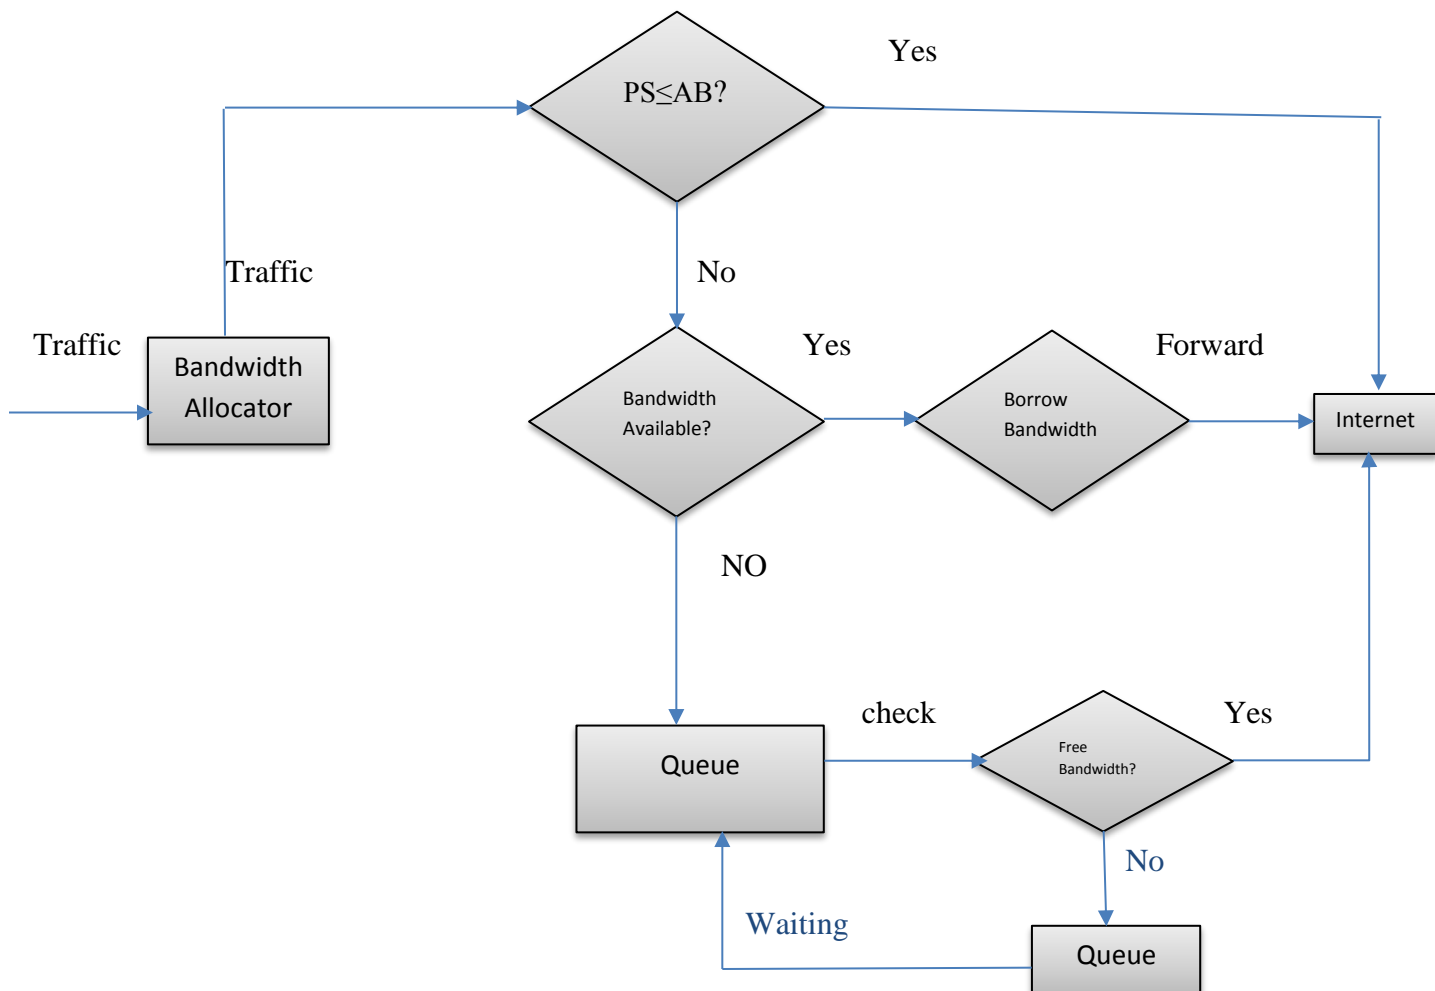 Yes
PS≤AB?
Traffic
No
Traffic
Yes
Forward
Bandwidth
Allocator
Bandwidth
Available?
Borrow
Bandwidth
Internet
NO
check
Yes
Queue
Free
Bandwidth?
No
Waiting
Queue